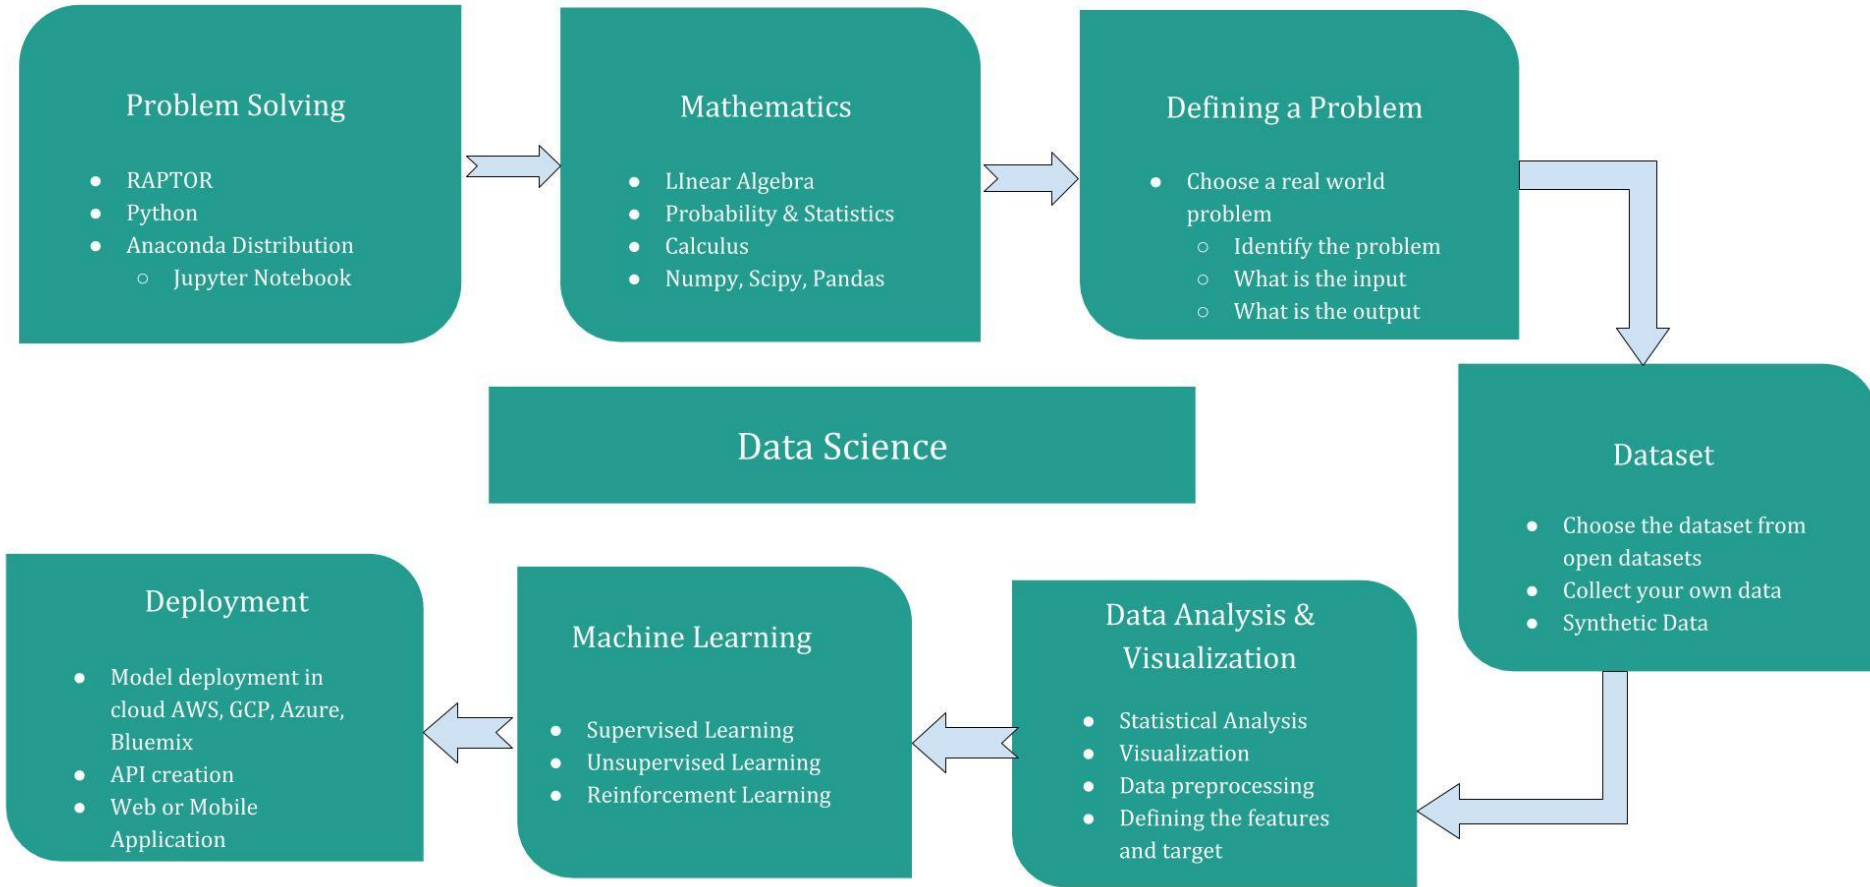 Problem Solving
● RAPTOR
● Python
● Anaconda Distribution
○ Jupyter Notebook
Mathematics
● LInear Algebra
● Probability & Statistics
● Calculus
● Numpy, Scipy, Pandas
Defining a Problem
● Choose a real world
problem
○ Identify the problem
○ What is the input
○ What is the output
Data Science
Dataset
● Choose the dataset from
open datasets
● Collect your own data
● Synthetic Data
Data Analysis &
Visualization
● Statistical Analysis
● Visualization
● Data preprocessing
● Defining the features
and target
Machine Learning
● Supervised Learning
● Unsupervised Learning
● Reinforcement Learning
Deployment
● Model deployment in
cloud AWS, GCP, Azure,
Bluemix
● API creation
● Web or Mobile
Application